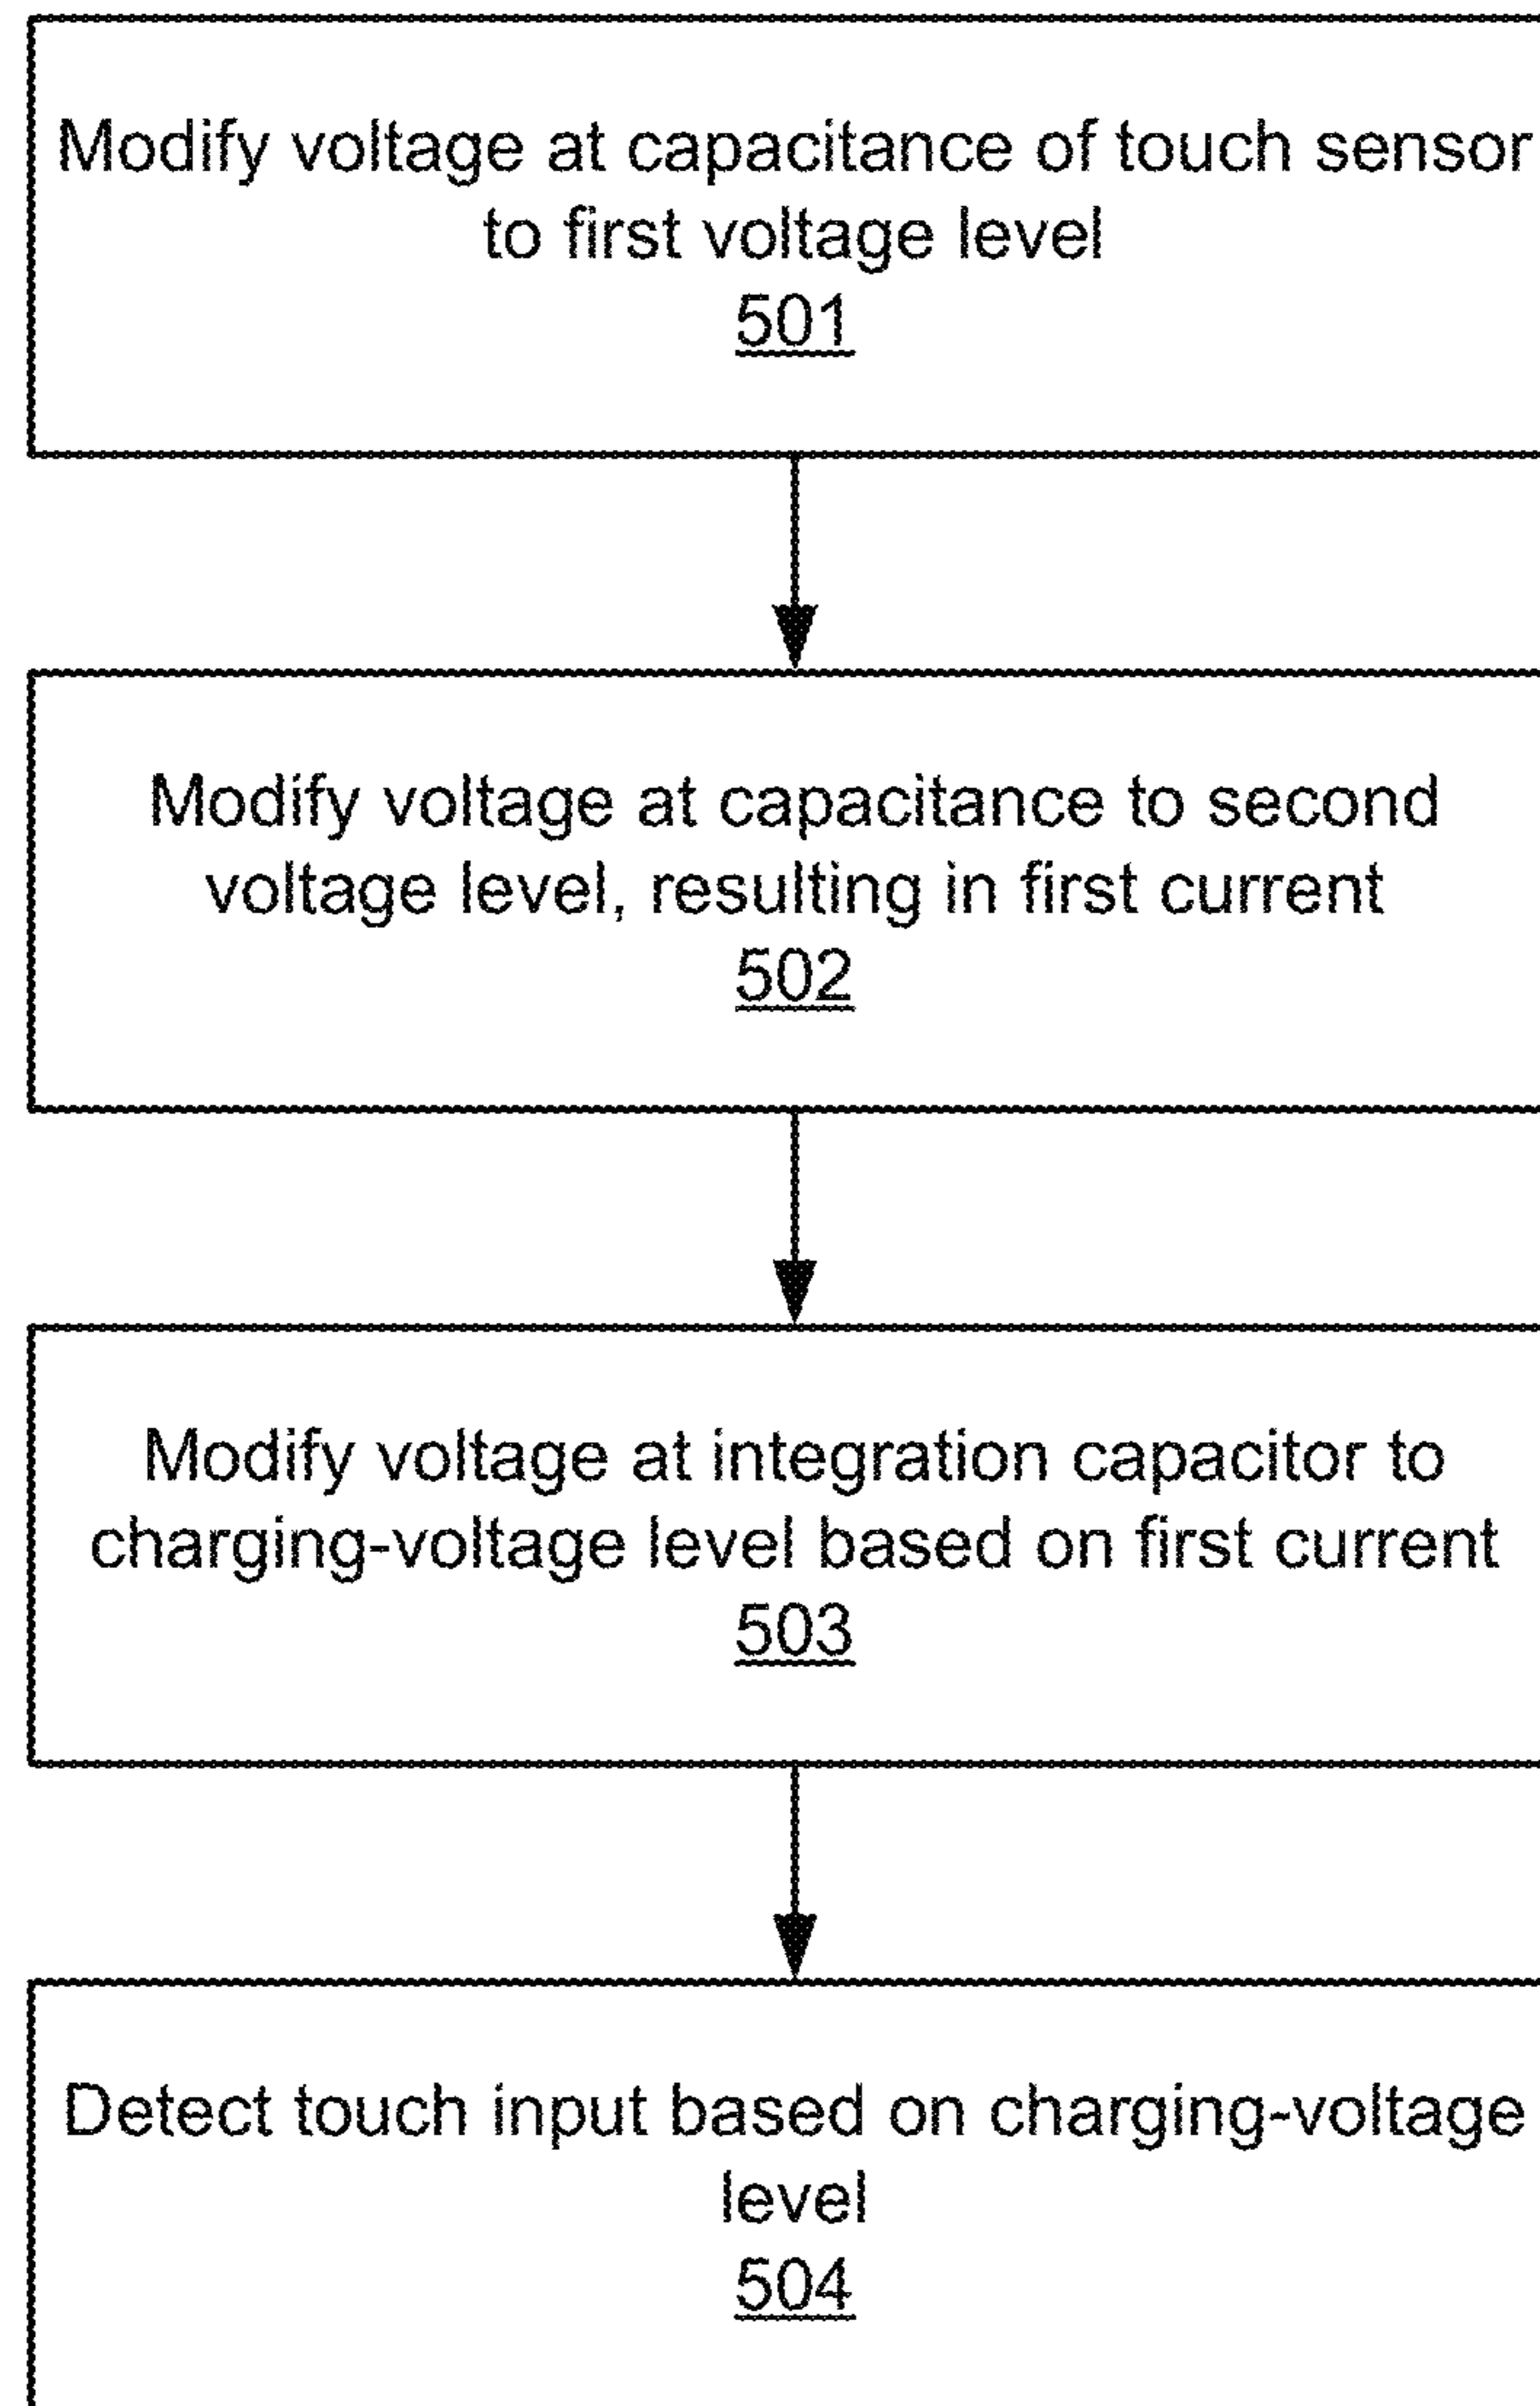 Modify voltage at capacitance of touch sensor
to first voltage level
501
Modify voltage at capacitance to second
voltage level, resulting in first current
502
Modify voltage at integration capacitor to
charging-voltage level based on first current
503
Detect touch input based on charging-voltage
level
504